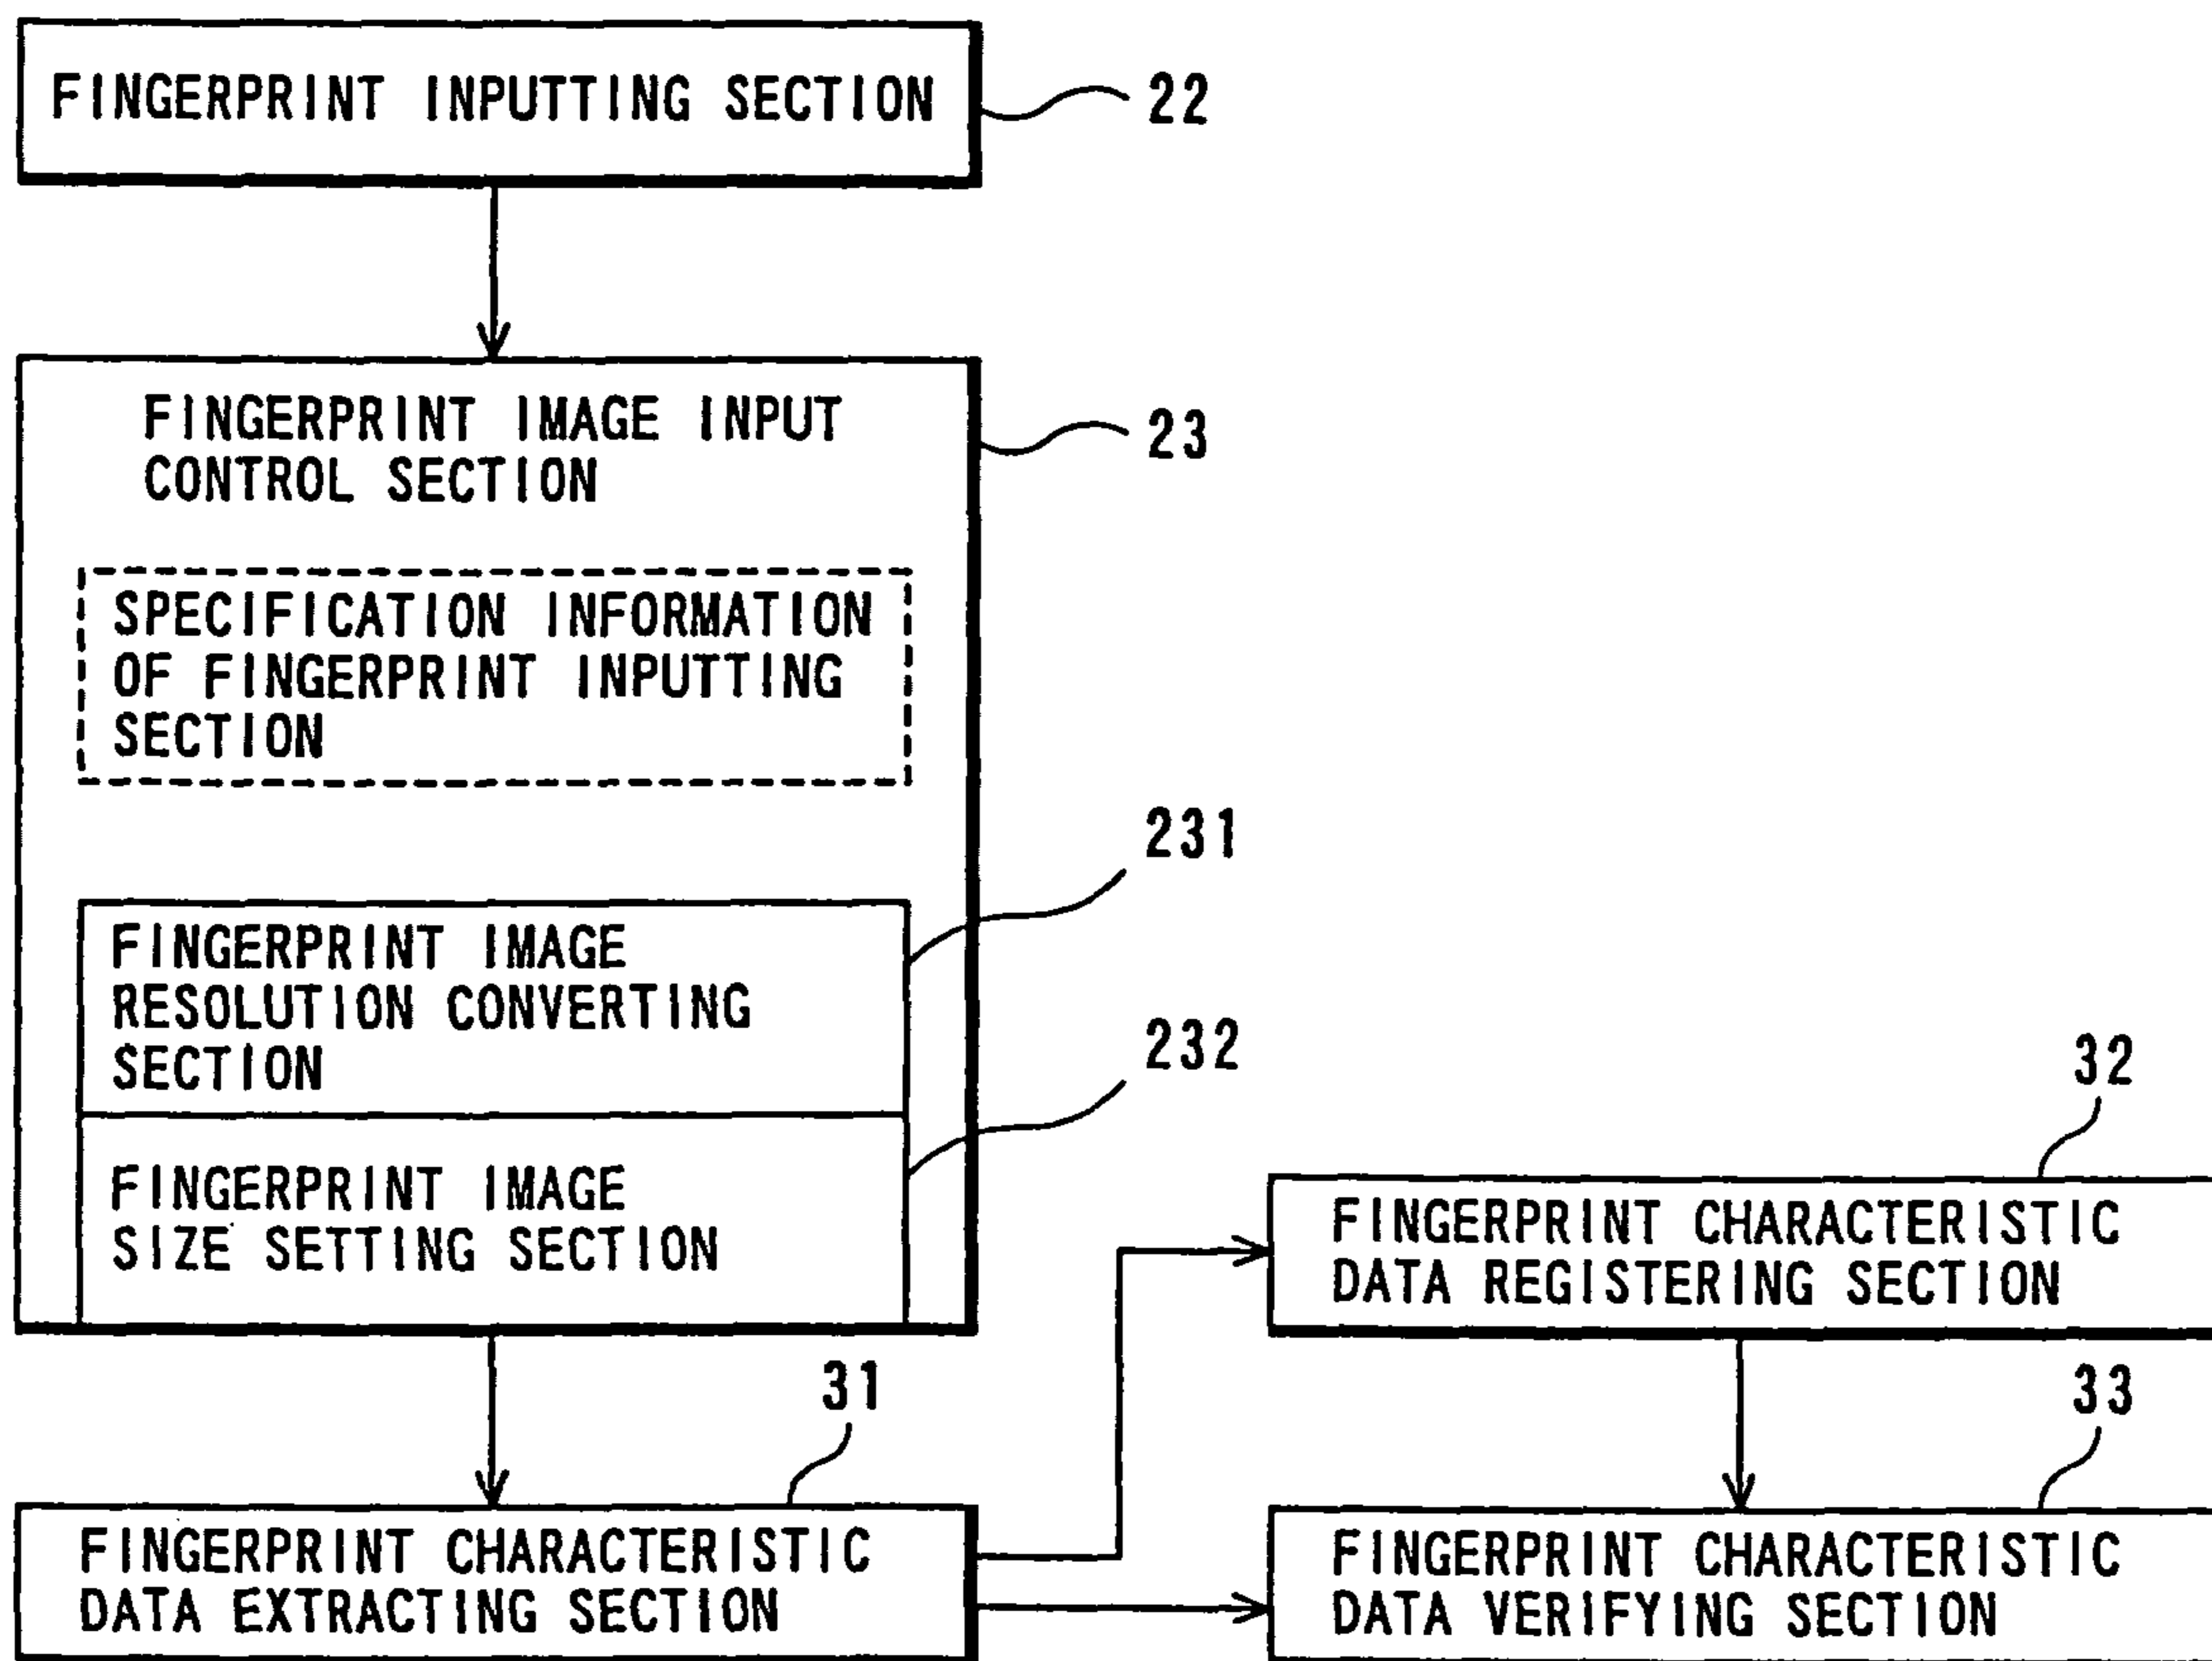 FINGERPRINT INPUTTING SECTION
22
FINGERPRINT IMAGE INPUT
CONTROL SECTION
23
SPECIFICATION INFORMATION
OF FINGERPRINT INPUTTING
SECTION
231
FINGERPRINT IMAGE
RESOLUTION CONVERTING
SECTION
232
FINGERPRINT IMAGE
SIZE SETTING SECTION
32
FINGERPRINT CHARACTERISTIC
DATA REGISTERING SECTION
31
FINGERPRINT CHARACTERISTIC
DATA EXTRACTING SECTION
33
FINGERPRINT CHARACTERISTIC
DATA VERIFYING SECTION